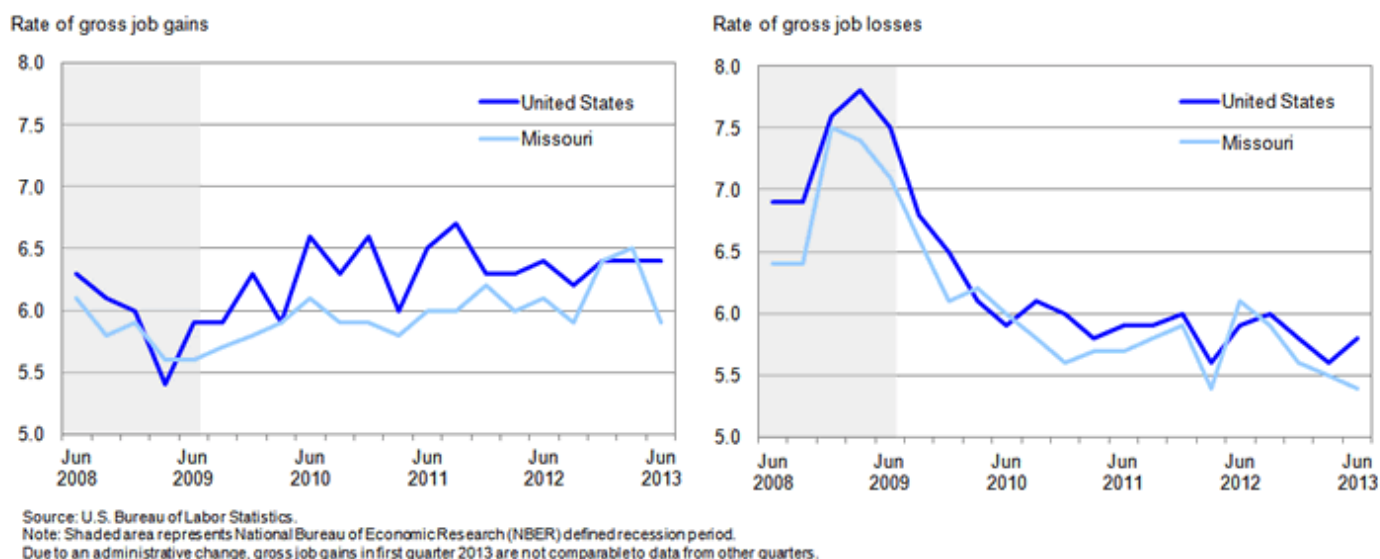 Rate of gross job gains
8.0
7.5
7.0
6.5
6.0
5.5
5.0
United States
Missouri
Jun Jun Jun Jun Jun Jun
2008 2009 2010 2011 2012 2013
Rate of gross job losses
8.0
7.5
7.0
6.5
6.0
5.5
5.0
United States
Missouri
Jun Jun Jun Jun Jun Jun
2008 2009 2010 2011 2012 2013
Source: U.S. Bureau of Labor Statistics.
Note: Shaded area represents National Bureau of Economic Research (NBER) defined recession period.
Due to an administrative change, gross job gains in first quarter 2013 are not comparable to data from other quarters.